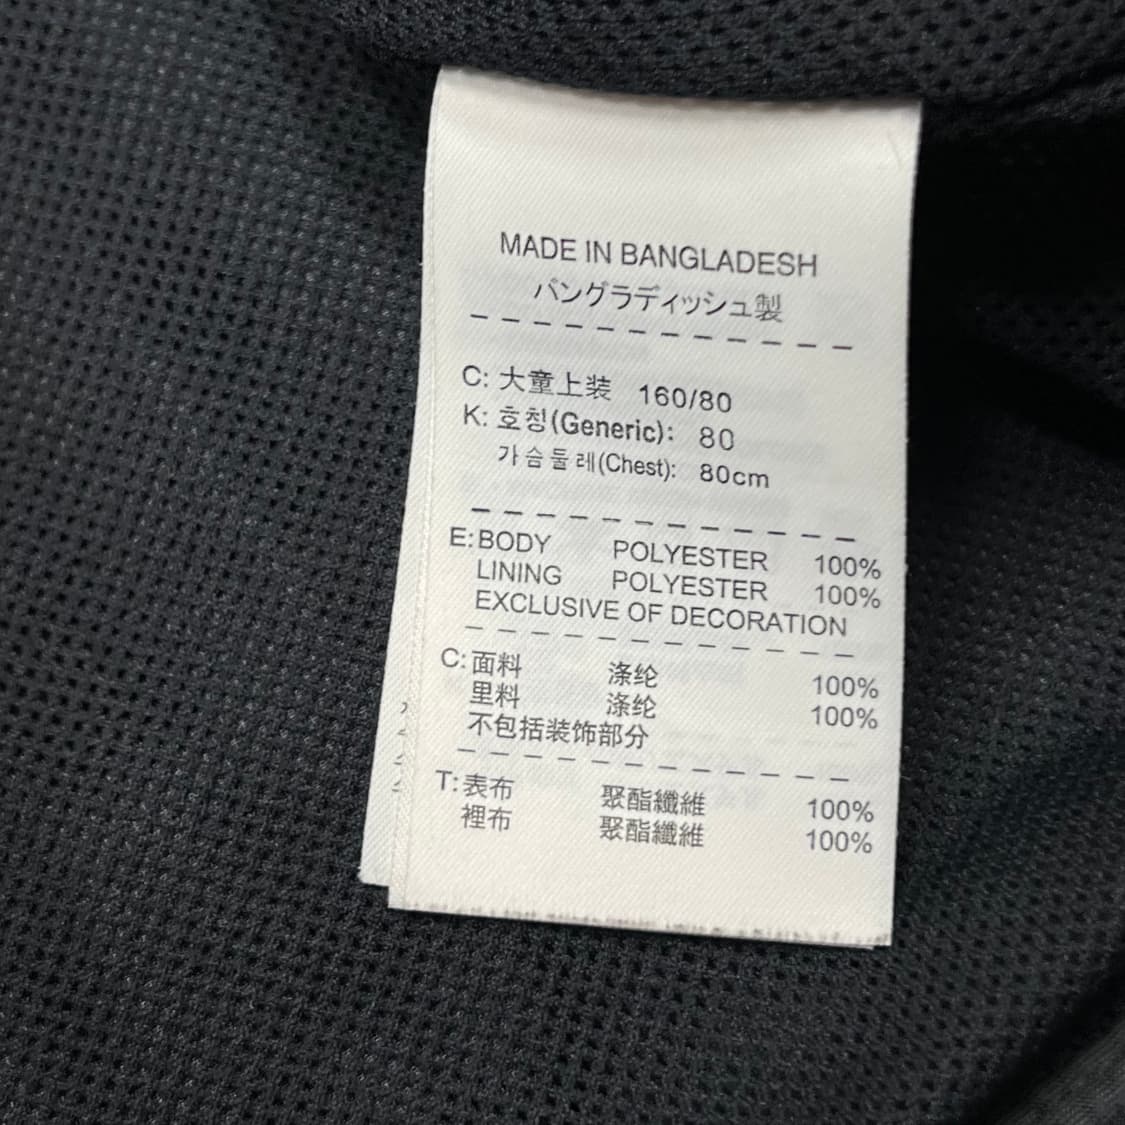 MADE IN BANGLADESH
バングラディッシュ製
C: 大童上装 160/80
K: 호칭(Generic): 80
가슴둘레(Chest): 80cm
E: BODY POLYESTER 100%
LINING POLYESTER 100%
EXCLUSIVE OF DECORATION
C: 面料 涤纶 100%
里料 涤纶 100%
不包括装饰部分
T: 表布 聚酯纖維 100%
裡布 聚酯纖維 100%